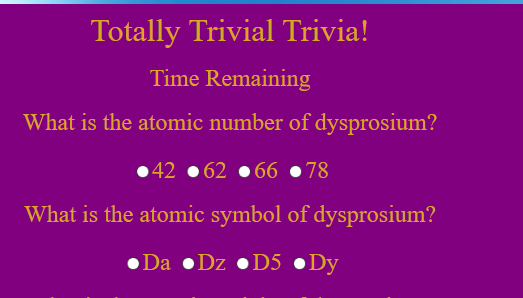 Totally Trivial Trivia!
Time Remaining
What is the atomic number of dysprosium?
42 62 66 78
What is the atomic symbol of dysprosium?
Da Dz D5 Dy